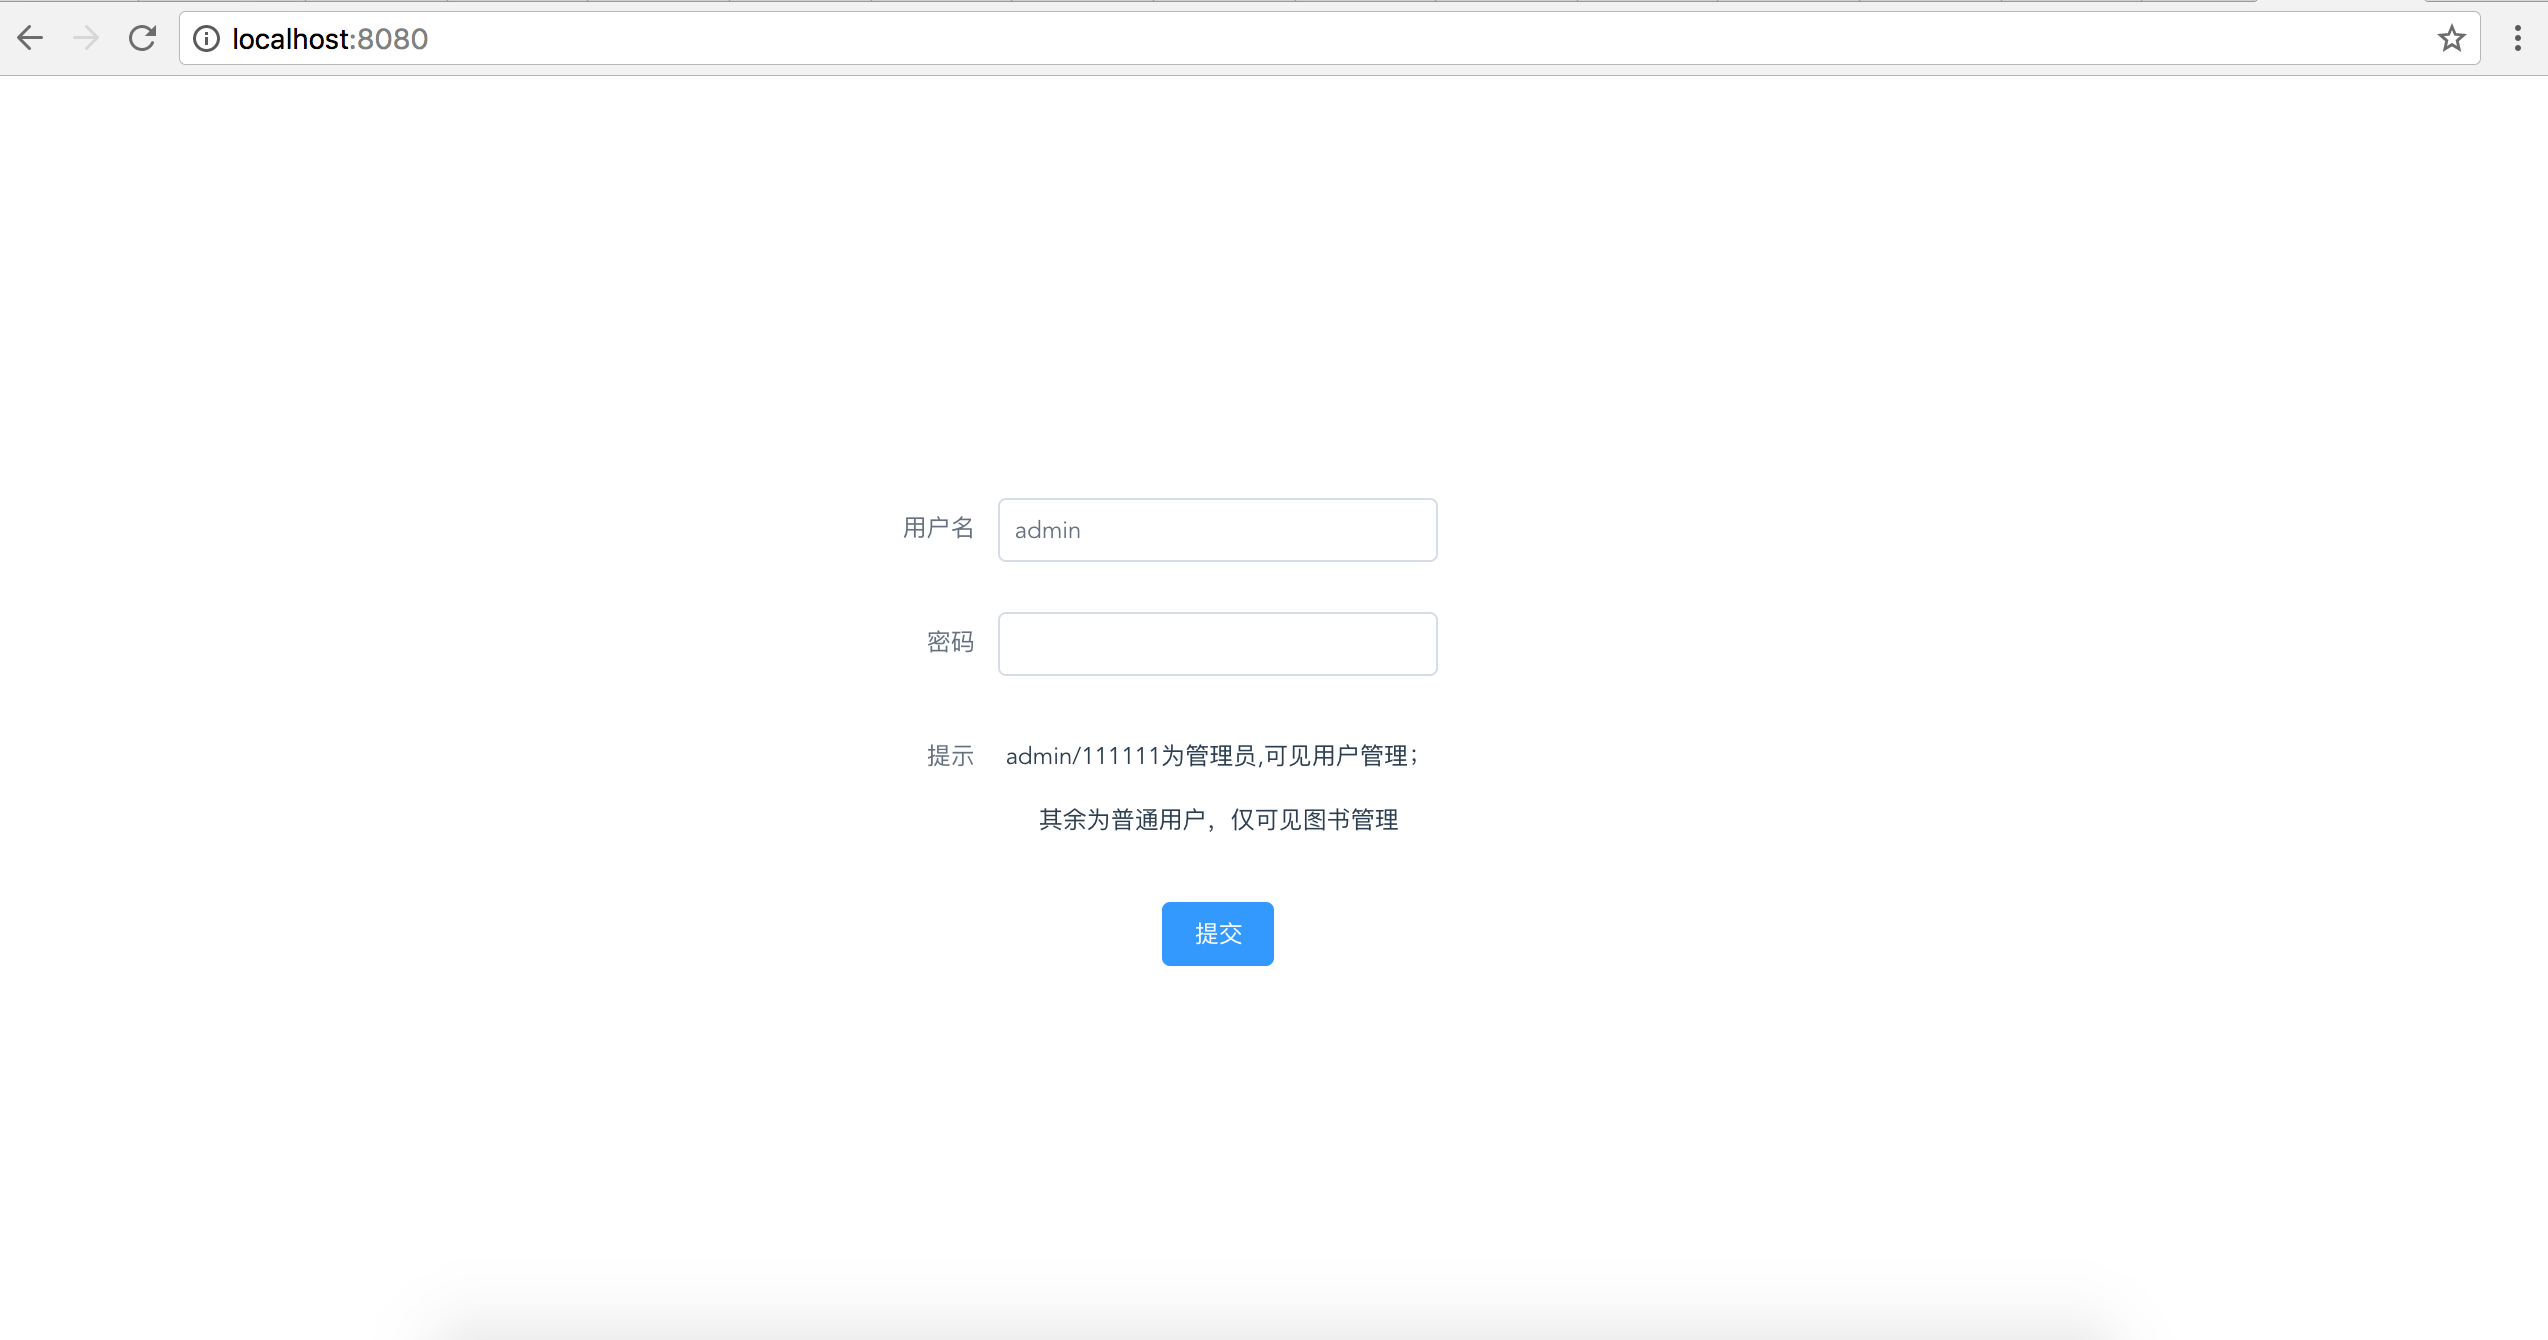 localhost:8080
用户名 admin
密码
提示 admin/111111为管理员,可见用户管理；
其余为普通用户，仅可见图书管理
提交